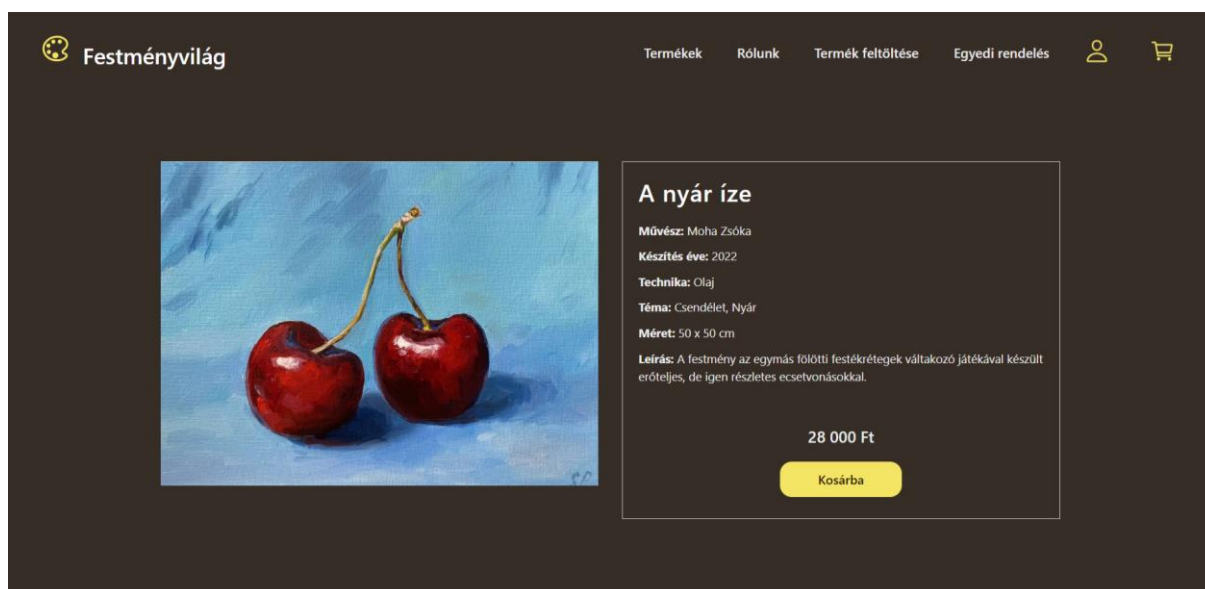 Festményvilág
Termékek Rólunk Termék feltöltése Egyedi rendelés
A nyár íze
Művész: Moha Zsóka
Készítés éve: 2022
Technika: Olaj
Téma: Csendélet, Nyár
Méret: 50 x 50 cm
Leírás: A festmény az egymás fölötti festékrétegek váltakozó játékával készült
erőteljes, de igen részletes ecsetvonásokkal.
28 000 Ft
Kosárba